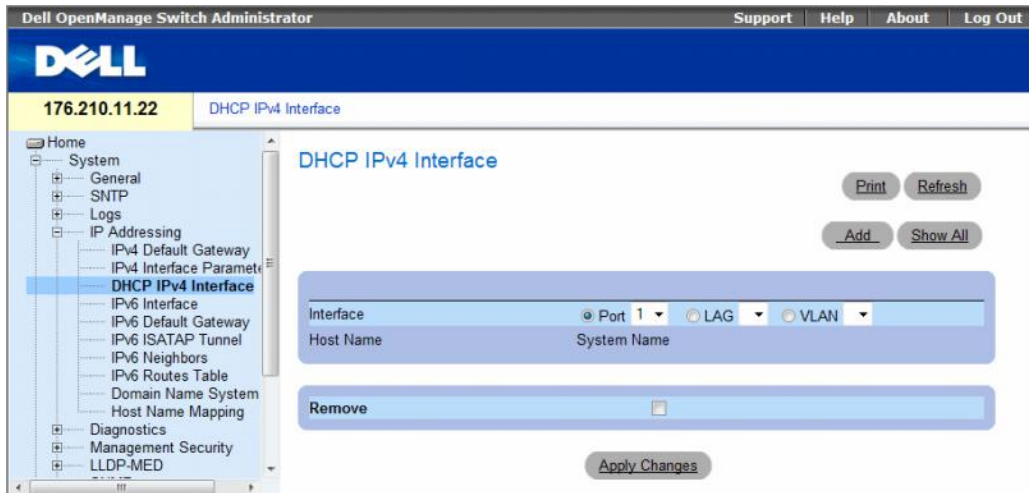 Dell OpenManage Switch Administrator
Support Help About Log Out
DELL
176.210.11.22
DHCP IPv4 Interface
Home
System
General
SNTP
Logs
IP Addressing
IPv4 Default Gateway
IPv4 Interface Paramete
DHCP IPv4 Interface
IPv6 Interface
IPv6 Default Gateway
IPv6 ISATAP Tunnel
IPv6 Neighbors
IPv6 Routes Table
Domain Name System
Host Name Mapping
Diagnostics
Management Security
LLDP-MED
DHCP IPv4 Interface
Print Refresh
Add Show All
Interface Port 1 LAG VLAN
Host Name System Name
Remove
Apply Changes